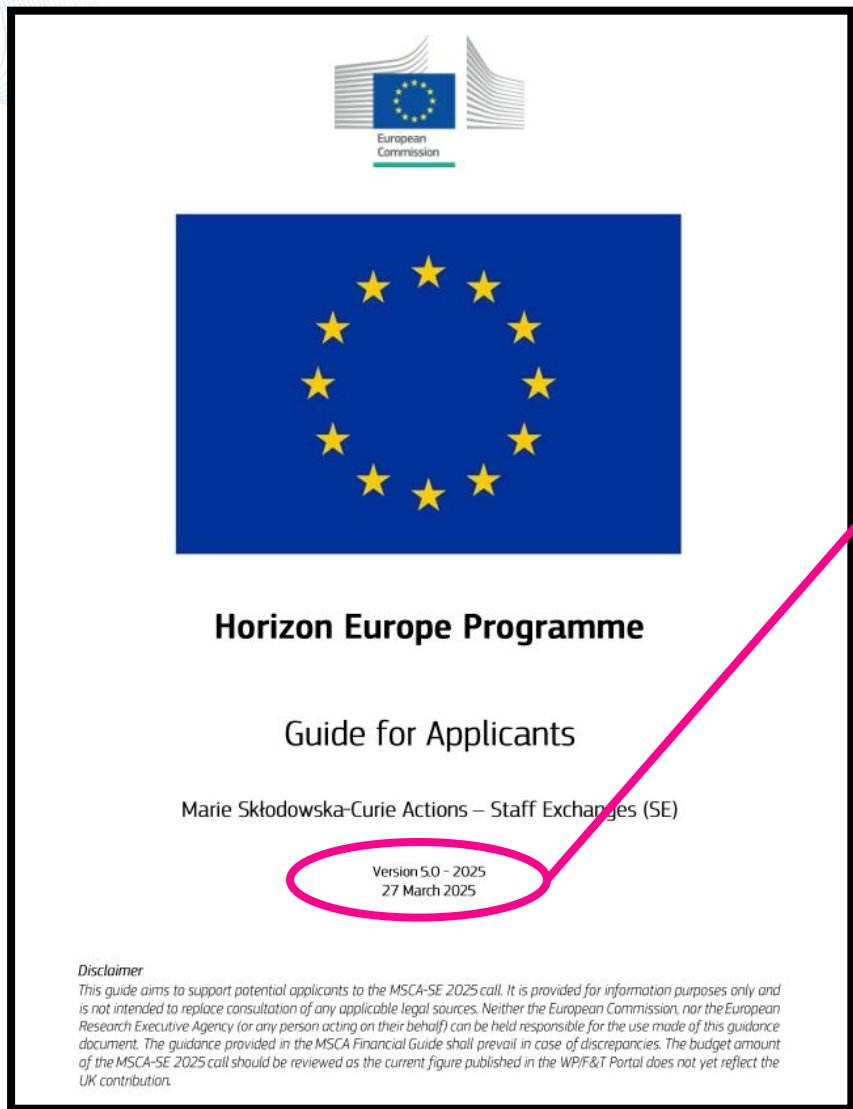 European
Commission
Horizon Europe Programme
Guide for Applicants
Marie Skłodowska-Curie Actions – Staff Exchanges (SE)
Version 5.0 - 2025
27 March 2025
Disclaimer
This guide aims to support potential applicants to the MSCA-SE 2025 call. It is provided for information purposes only and
is not intended to replace consultation of any applicable legal sources. Neither the European Commission, nor the European
Research Executive Agency (or any person acting on their behalf) can be held responsible for the use made of this guidance
document. The guidance provided in the MSCA Financial Guide shall prevail in case of discrepancies. The budget amount
of the MSCA-SE 2025 call should be reviewed as the current figure published in the WP/F&T Portal does not yet reflect the
UK contribution.